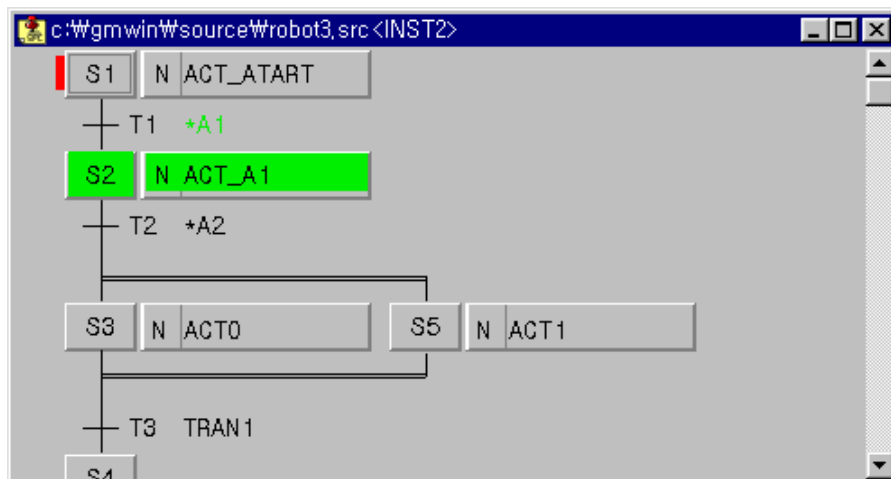 c:₩gmwin₩source₩robot3.src<INST2>
S1 N ACT_ATART
T1 *A1
S2 N ACT_A1
T2 *A2
S3 N ACT0 S5 N ACT1
T3 TRAN1
S4